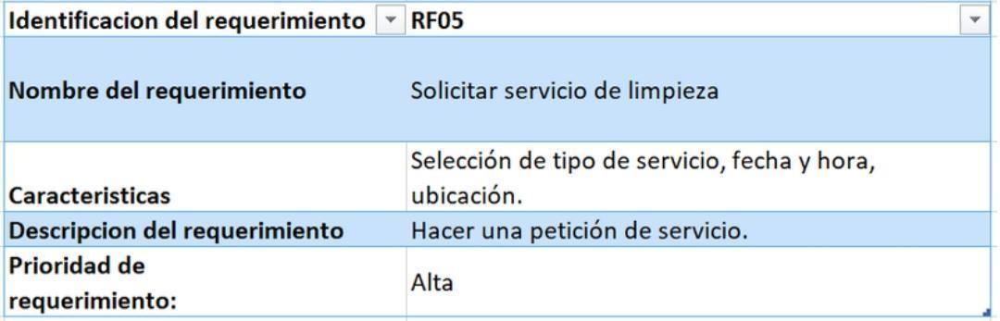 Identificacion del requerimiento RF05
Nombre del requerimiento Solicitar servicio de limpieza
Caracteristicas Selección de tipo de servicio, fecha y hora,
ubicación.
Descripcion del requerimiento Hacer una petición de servicio.
Prioridad de
requerimiento: Alta